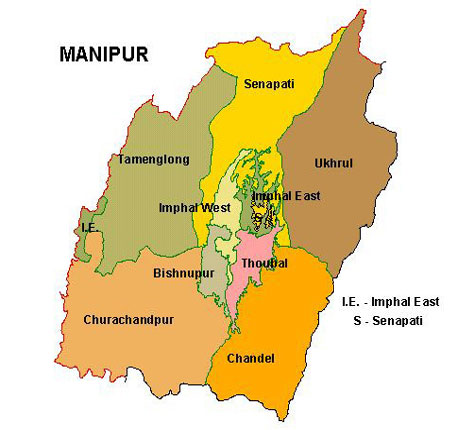 MANIPUR
Senapati
Tamenglong
Ukhrul
Imphal East
Imphal West
I.E.
Bishnupur
Thoubal
I.E. - Imphal East
S - Senapati
Churachandpur
Chandel